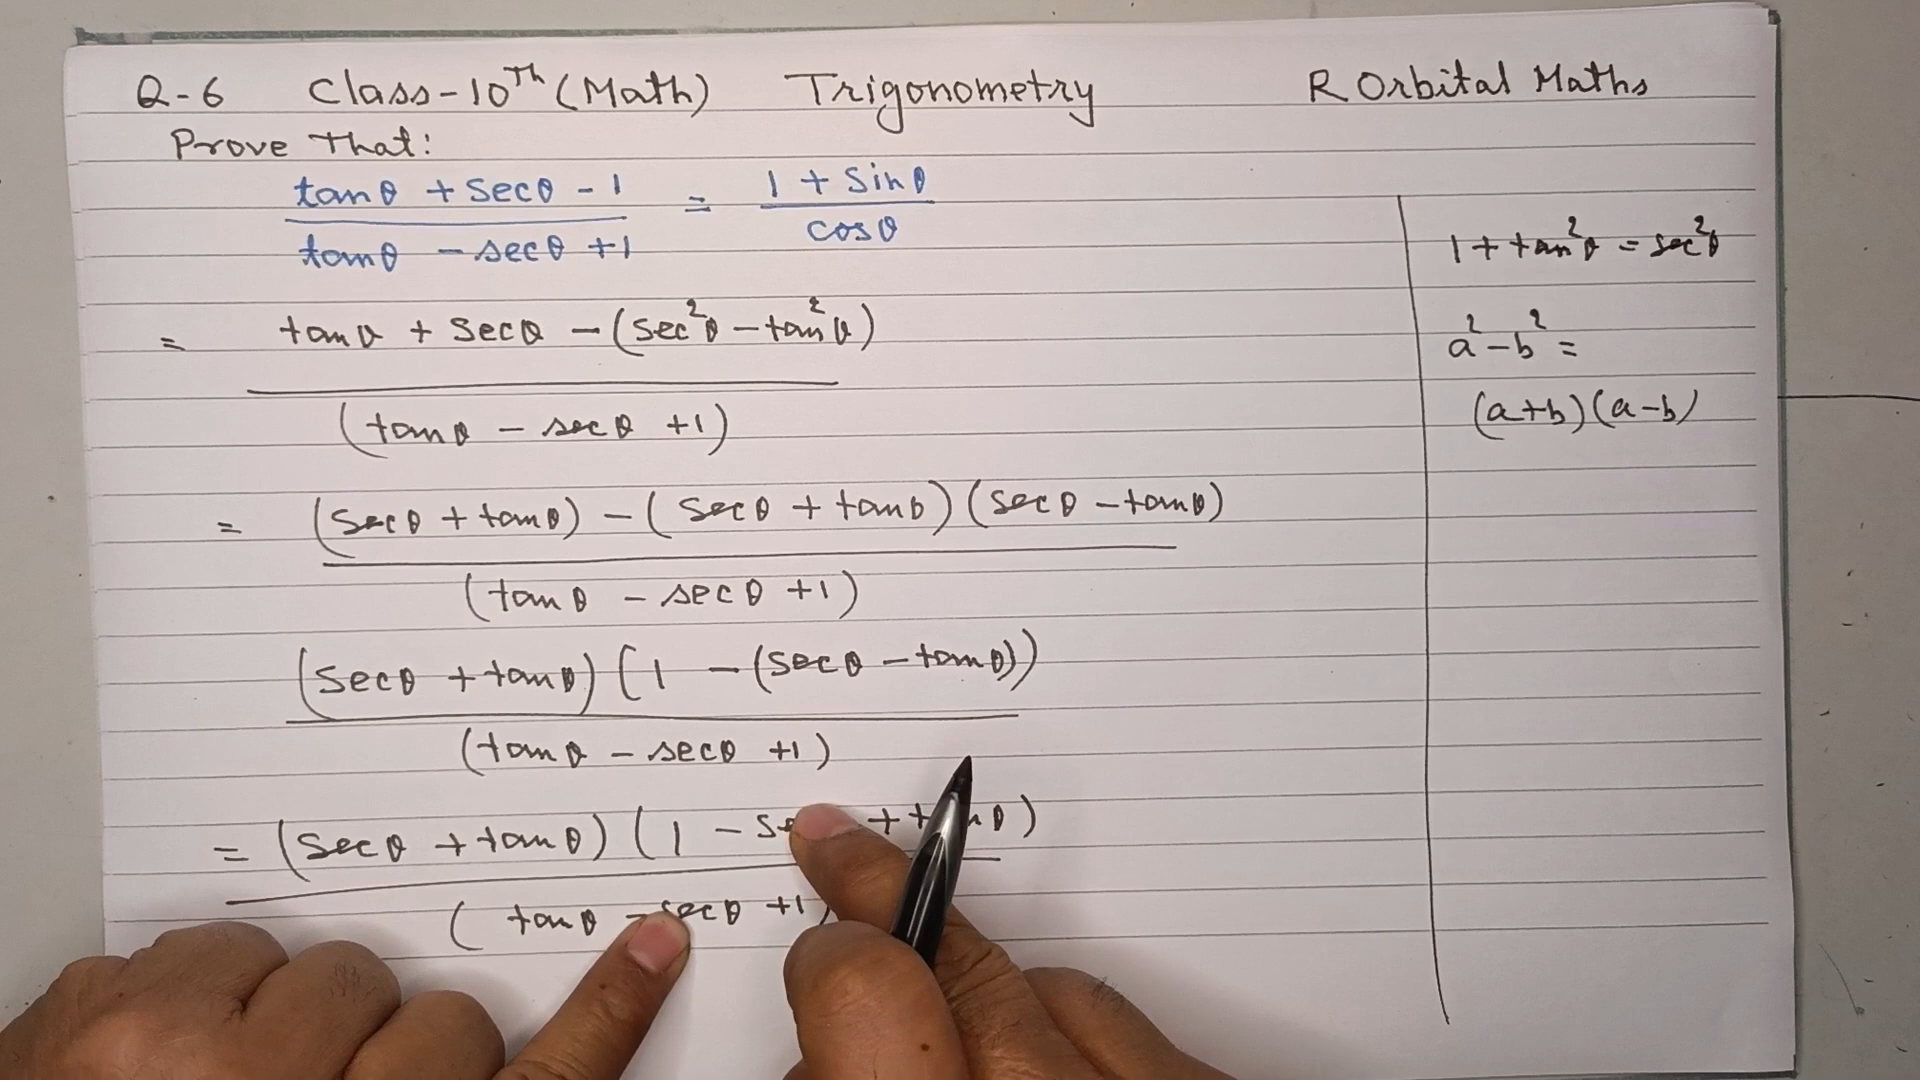 Q-6 Class-10Th (Math) Trigonometry R Orbital Maths
Prove That:
tanθ + secθ - 1 / tanθ - secθ + 1 = 1 + sinθ / cosθ
1 + tan²θ = sec²θ
a² - b² =
(a+b)(a-b)
= tanθ + secθ - (sec²θ - tan²θ)
(tanθ - secθ + 1)
= (secθ + tanθ) - (secθ + tanθ)(secθ - tanθ)
(tanθ - secθ + 1)
(secθ + tanθ)(1 - (secθ - tanθ))
(tanθ - secθ + 1)
= (secθ + tanθ)(1 - + θ)
(tanθ - secθ + 1)